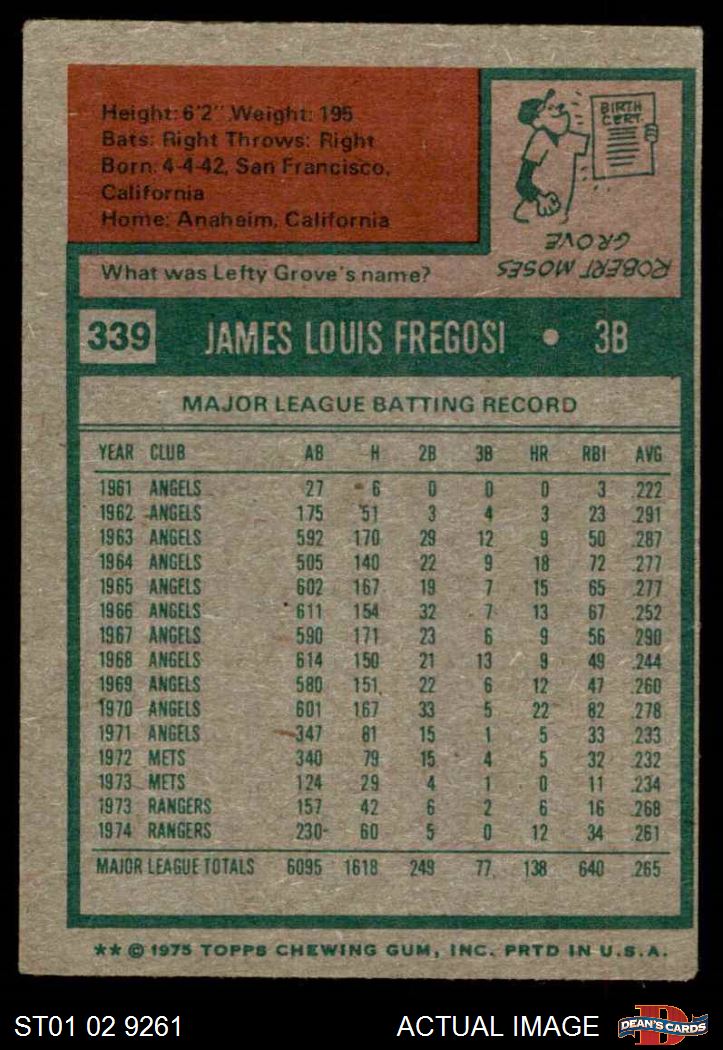 Height: 6'2" Weight: 195
Bats: Right Throws: Right
Born: 4-4-42, San Francisco,
California
Home: Anaheim, California
BIRTH
CERT.
ROBERT MOSES
GROVE
What was Lefty Grove's name?
339 JAMES LOUIS FREGOSI • 3B
MAJOR LEAGUE BATTING RECORD
YEAR CLUB AB H 2B 3B HR RBI AVG
1961 ANGELS 27 6 0 0 0 3 .222
1962 ANGELS 175 51 3 4 3 23 .291
1963 ANGELS 592 170 29 12 9 50 .287
1964 ANGELS 505 140 22 9 18 72 .277
1965 ANGELS 602 167 19 7 15 65 .277
1966 ANGELS 611 154 32 7 13 67 .252
1967 ANGELS 590 171 23 6 9 56 .290
1968 ANGELS 614 150 21 13 9 49 .244
1969 ANGELS 580 151 22 6 12 47 .260
1970 ANGELS 601 167 33 5 22 82 .278
1971 ANGELS 347 81 15 1 5 33 .233
1972 METS 340 79 15 4 5 32 .232
1973 METS 124 29 4 1 0 11 .234
1973 RANGERS 157 42 6 2 6 16 .268
1974 RANGERS 230 60 5 0 12 34 .261
MAJOR LEAGUE TOTALS 6095 1618 249 77 138 640 .265
** © 1975 TOPPS CHEWING GUM, INC. PRTD IN U.S.A.
ST01 02 9261 ACTUAL IMAGE D DEAN'S CARDS